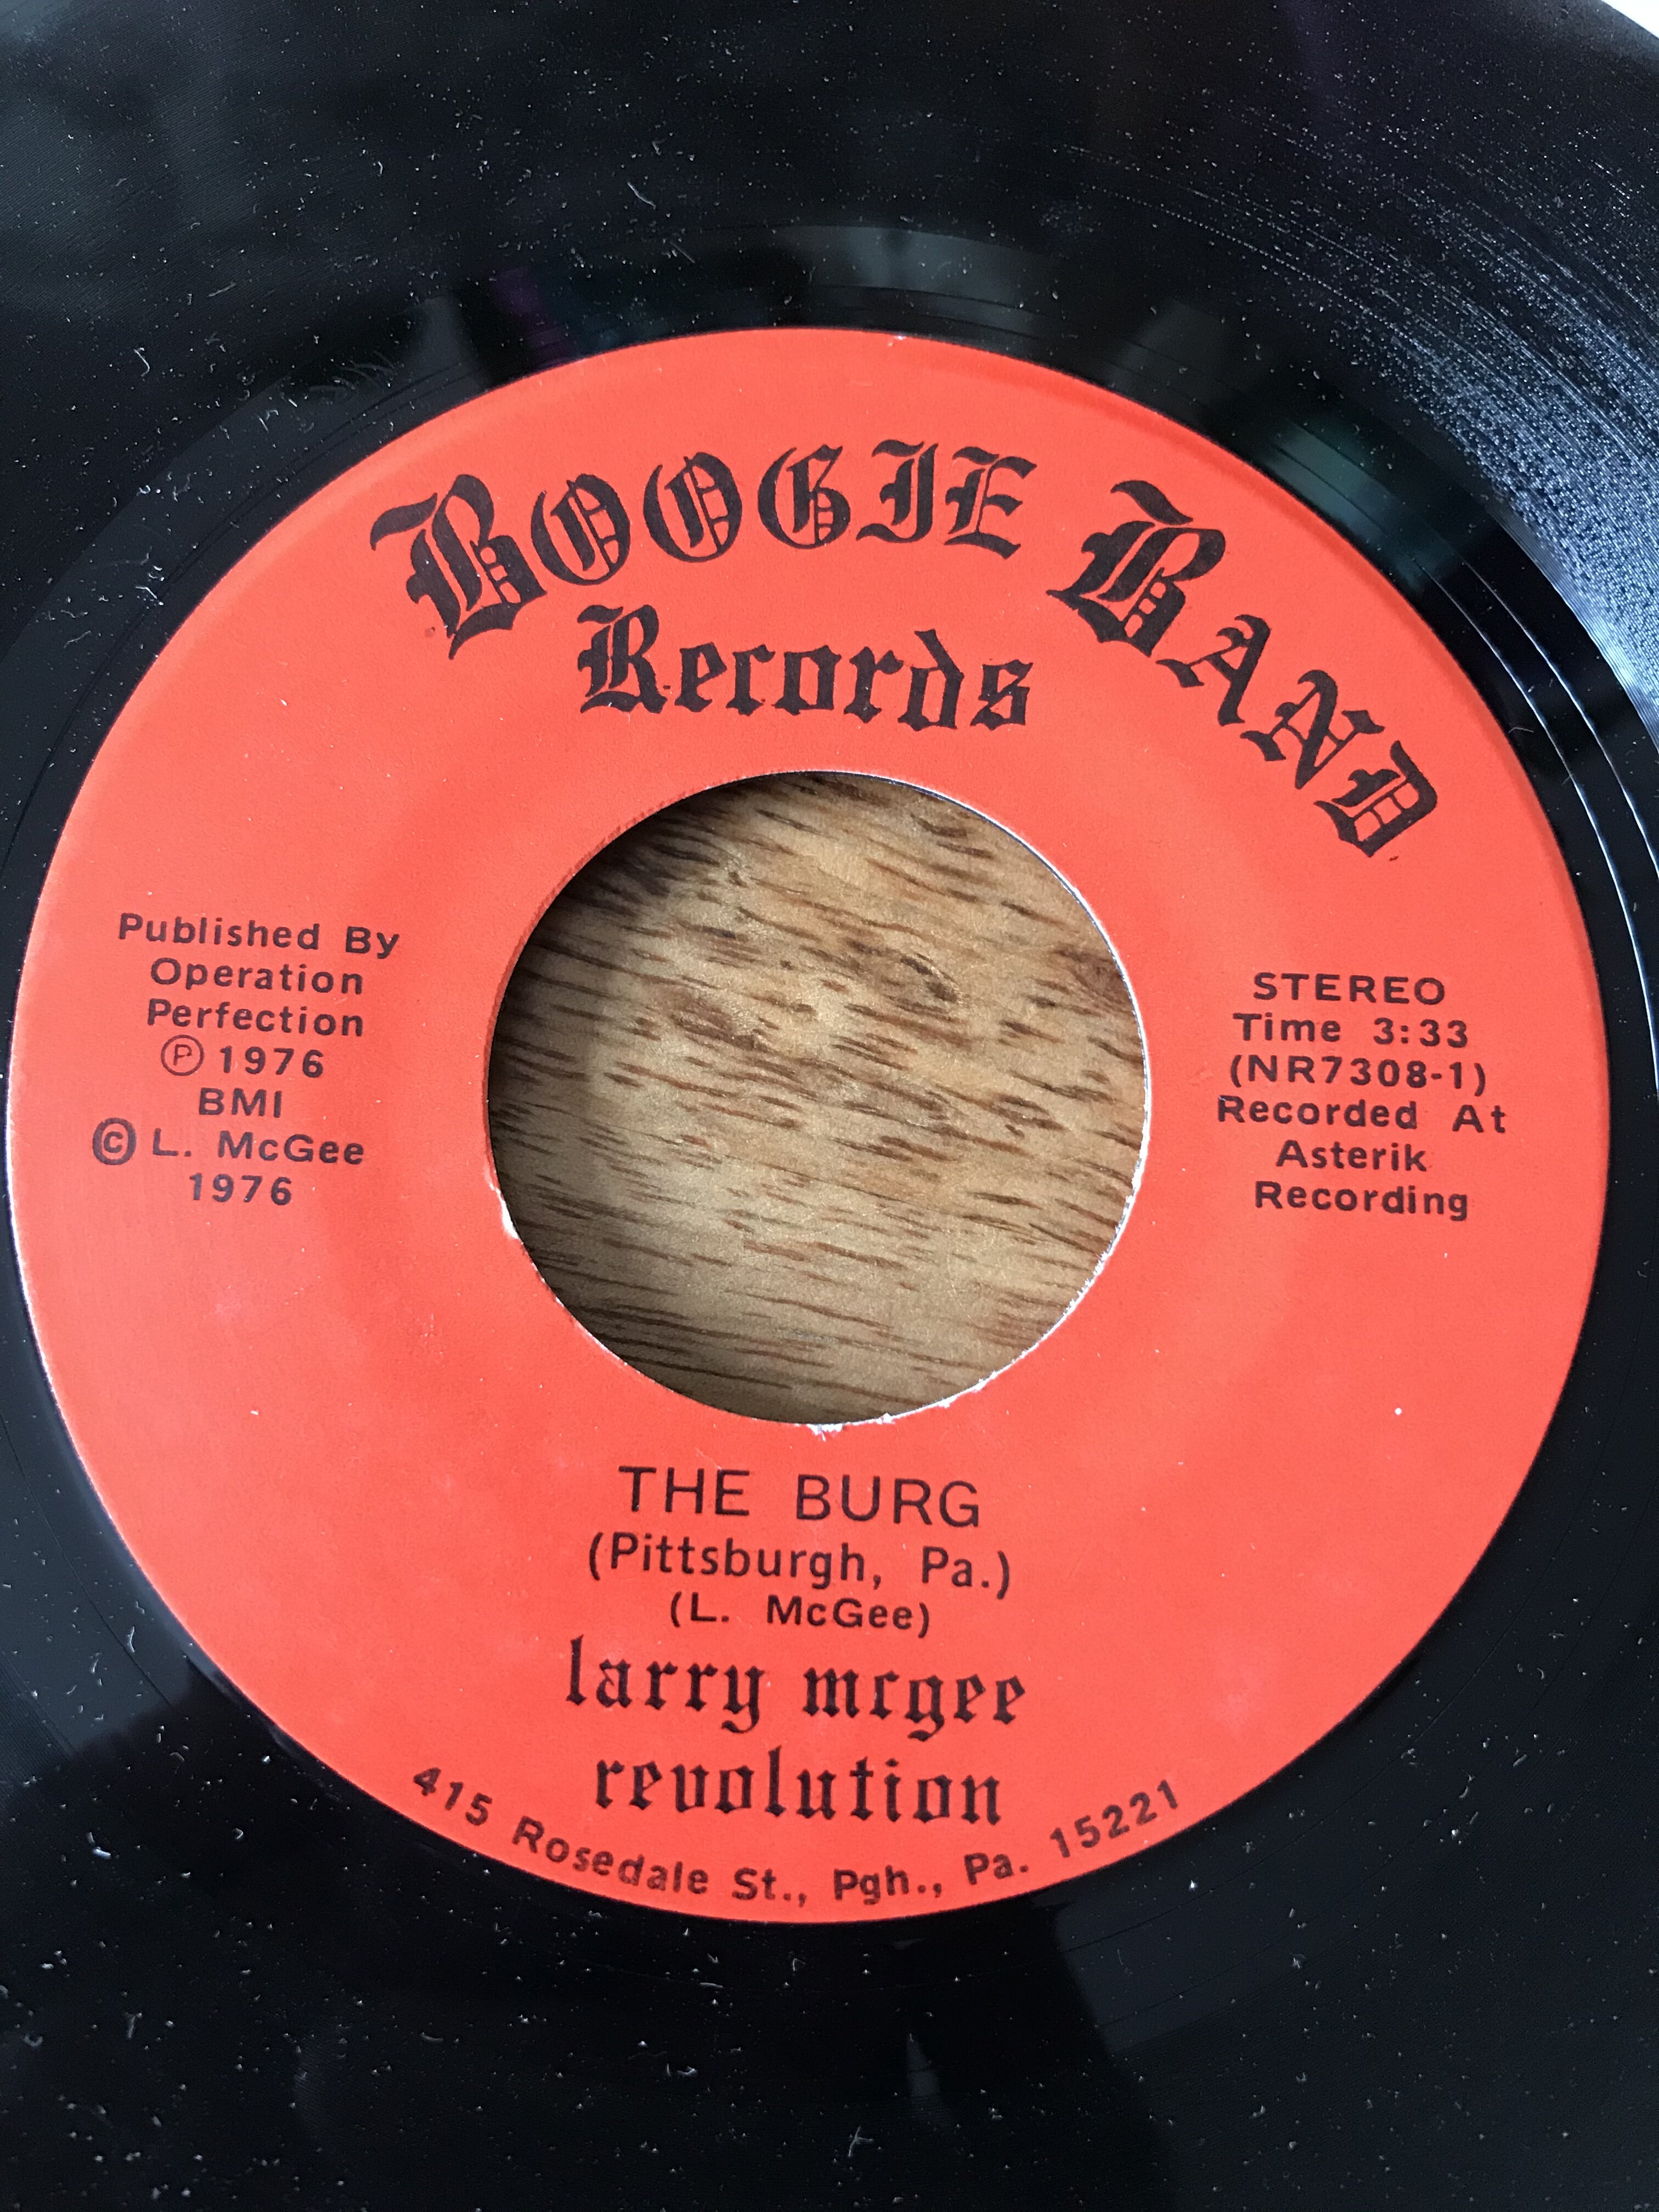 BOOGIE BAND
Records
Published By
Operation
Perfection
Ⓟ 1976
BMI
© L. McGee
1976
STEREO
Time 3:33
(NR7308-1)
Recorded At
Asterik
Recording
THE BURG
(Pittsburgh, Pa.)
(L. McGee)
larry mcgee
revolution
415 Rosedale St., Pgh., Pa. 15221